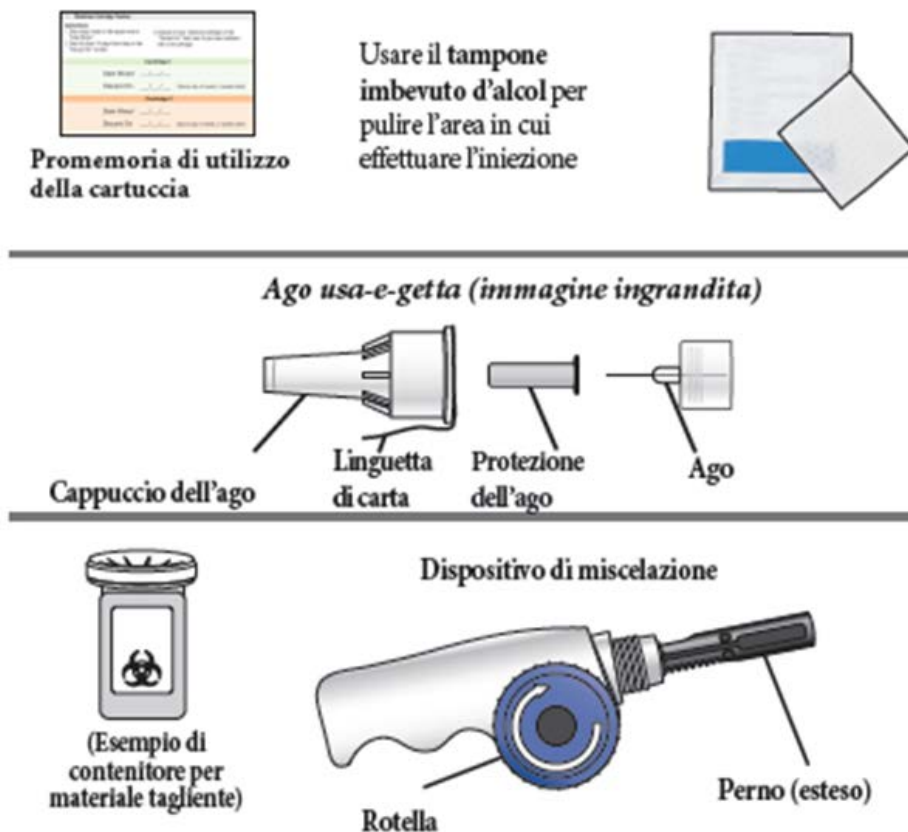 Promemoria di utilizzo
della cartuccia
Usare il tampone
imbevuto d'alcol per
pulire l'area in cui
effettuare l'iniezione
Ago usa-e-getta (immagine ingrandita)
Cappuccio dell'ago
Linguetta
di carta
Protezione
dell'ago
Ago
Dispositivo di miscelazione
(Esempio di
contenitore per
materiale tagliente)
Rotella
Perno (esteso)